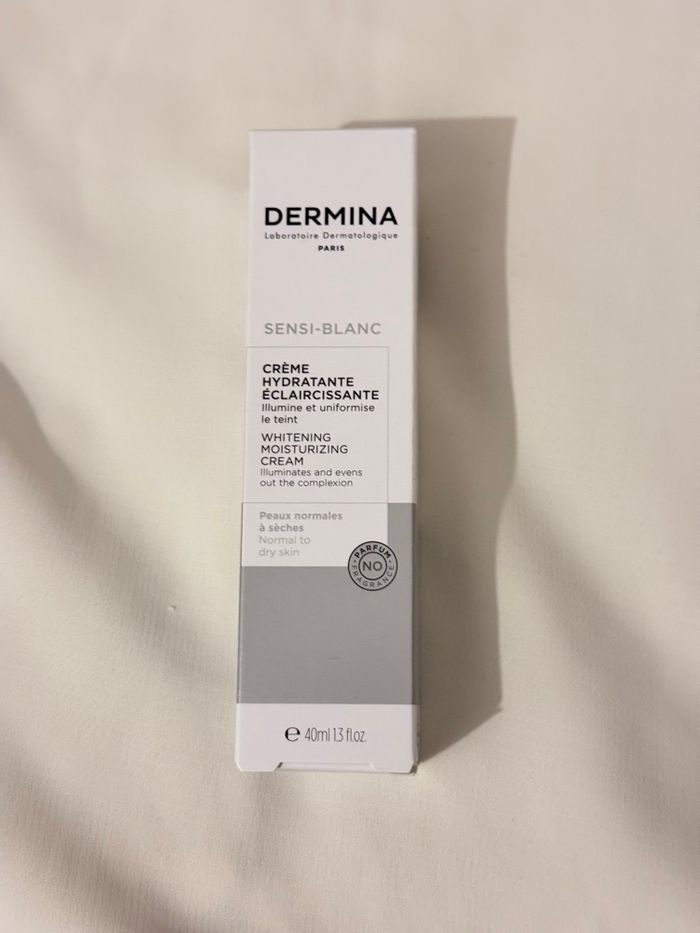 DERMINA
Laboratoire Dermatologique
PARIS
SENSI-BLANC
CRÈME
HYDRATANTE
ÉCLAIRCISSANTE
Illumine et uniformise
le teint
WHITENING
MOISTURIZING
CREAM
Illuminates and evens
out the complexion
Peaux normales
à sèches
Normal to
dry skin
PARFUM
NO
FRAGRANCE
℮ 40ml 1.3 fl.oz.